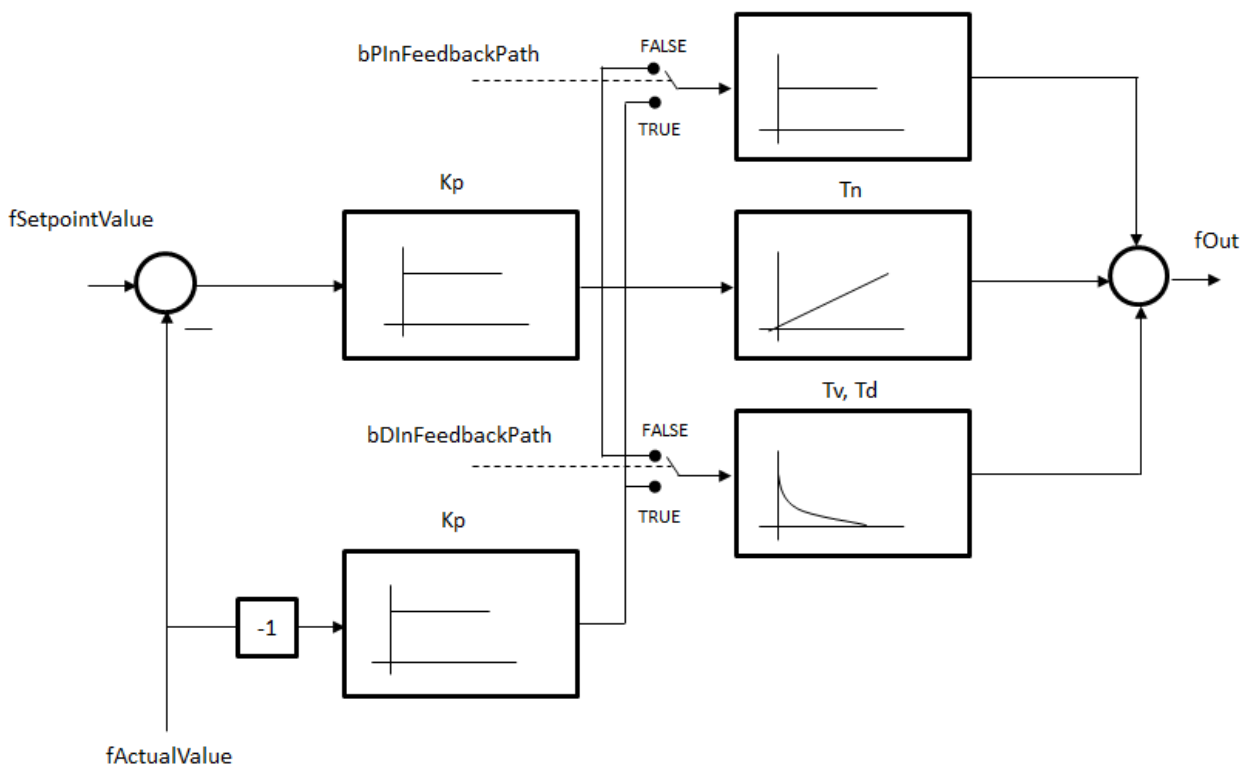 bPInFeedbackPath
FALSE
TRUE
Kp
Tn
fSetpointValue
fOut
Tv, Td
bDInFeedbackPath
FALSE
TRUE
Kp
-1
fActualValue